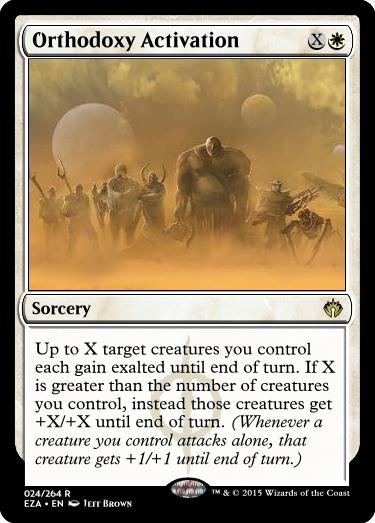 Orthodoxy Activation X
Sorcery
Up to X target creatures you control
each gain exalted until end of turn. If X
is greater than the number of creatures
you control, instead those creatures get
+X/+X until end of turn. (Whenever a
creature you control attacks alone, that
creature gets +1/+1 until end of turn.)
024/264 R
EZA • EN Jeff Brown
™ & © 2015 Wizards of the Coast